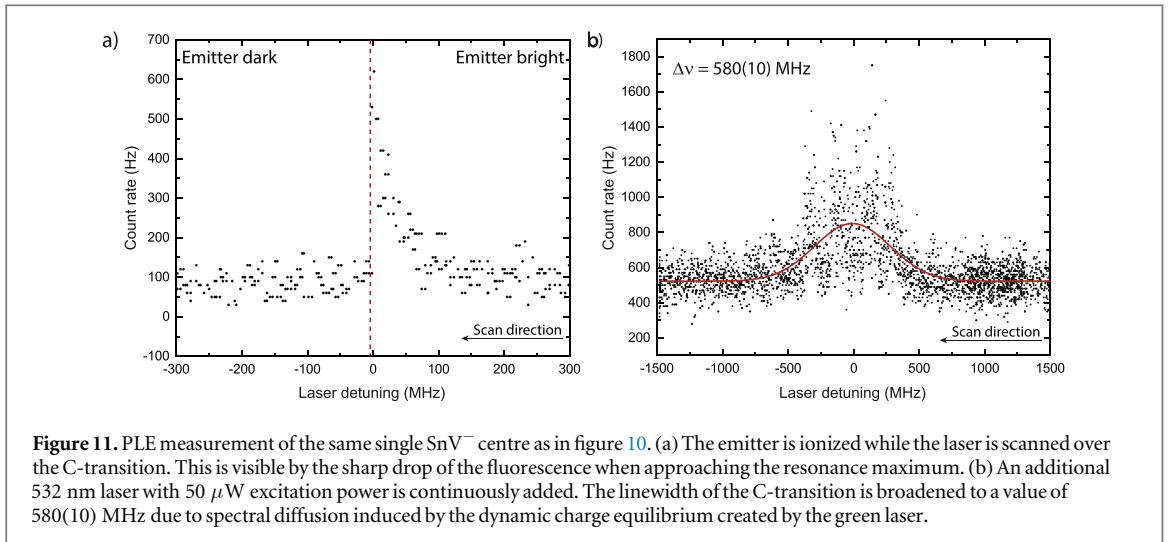 a)
700
600
500
400
300
200
100
0
-100
Count rate (Hz)
Emitter dark
Emitter bright
Scan direction
-300
-200
-100
0
100
200
300
Laser detuning (MHz)
b)
1800
1600
1400
1200
1000
800
600
400
200
Count rate (Hz)
Δν = 580(10) MHz
Scan direction
-1500
-1000
-500
0
500
1000
1500
Laser detuning (MHz)
Figure 11. PLE measurement of the same single SnV⁻ centre as in figure 10. (a) The emitter is ionized while the laser is scanned over
the C-transition. This is visible by the sharp drop of the fluorescence when approaching the resonance maximum. (b) An additional
532 nm laser with 50 μW excitation power is continuously added. The linewidth of the C-transition is broadened to a value of
580(10) MHz due to spectral diffusion induced by the dynamic charge equilibrium created by the green laser.